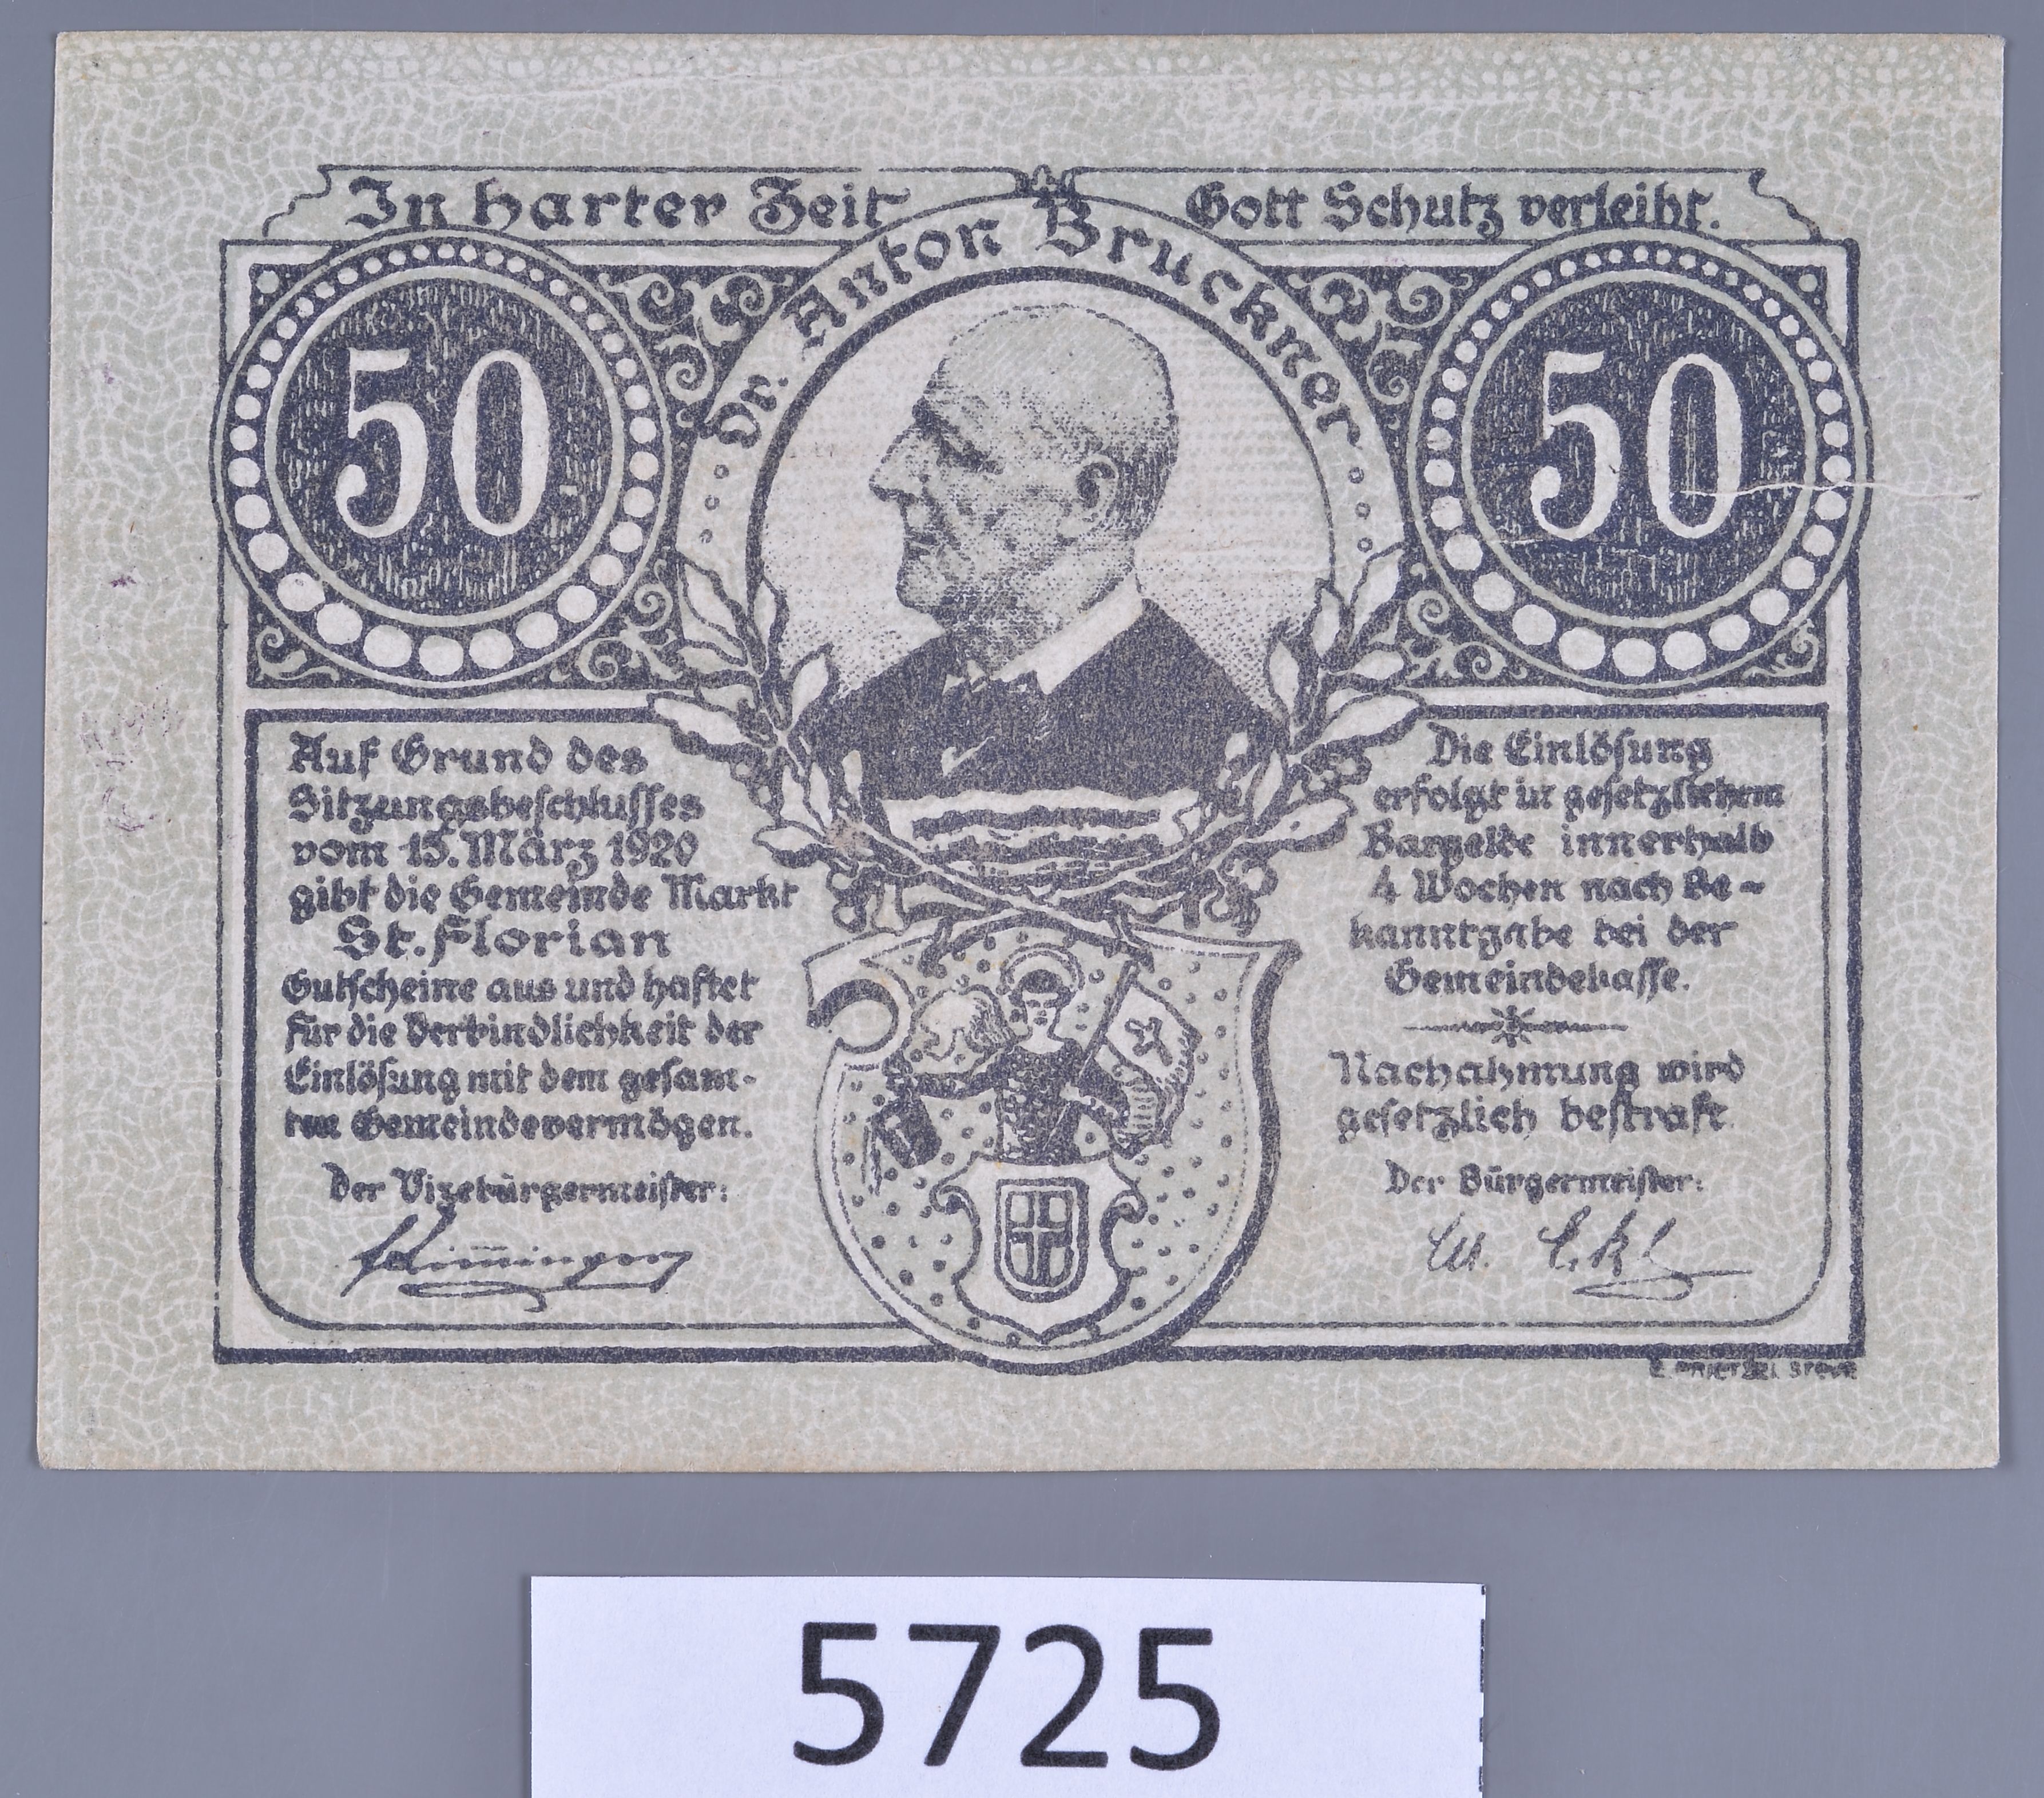 In harter Zeit Gott Schutz verleiht.
Dr. Anton Bruckner
50 50
Auf Grund des
Sitzungsbeschlusses
vom 15. März 1920
gibt die Gemeinde Markt
St. Florian
Gutscheine aus und haftet
für die Verbindlichkeit der
Einlösung mit dem gesam-
ten Gemeindevermögen.
Der Vizebürgermeister:
Die Einlösung
erfolgt in gesetzlichem
Bargelde innerhalb
4 Wochen nach Be-
kanntgabe bei der
Gemeindekasse.
Nachahmung wird
gesetzlich bestraft.
Der Bürgermeister:
5725